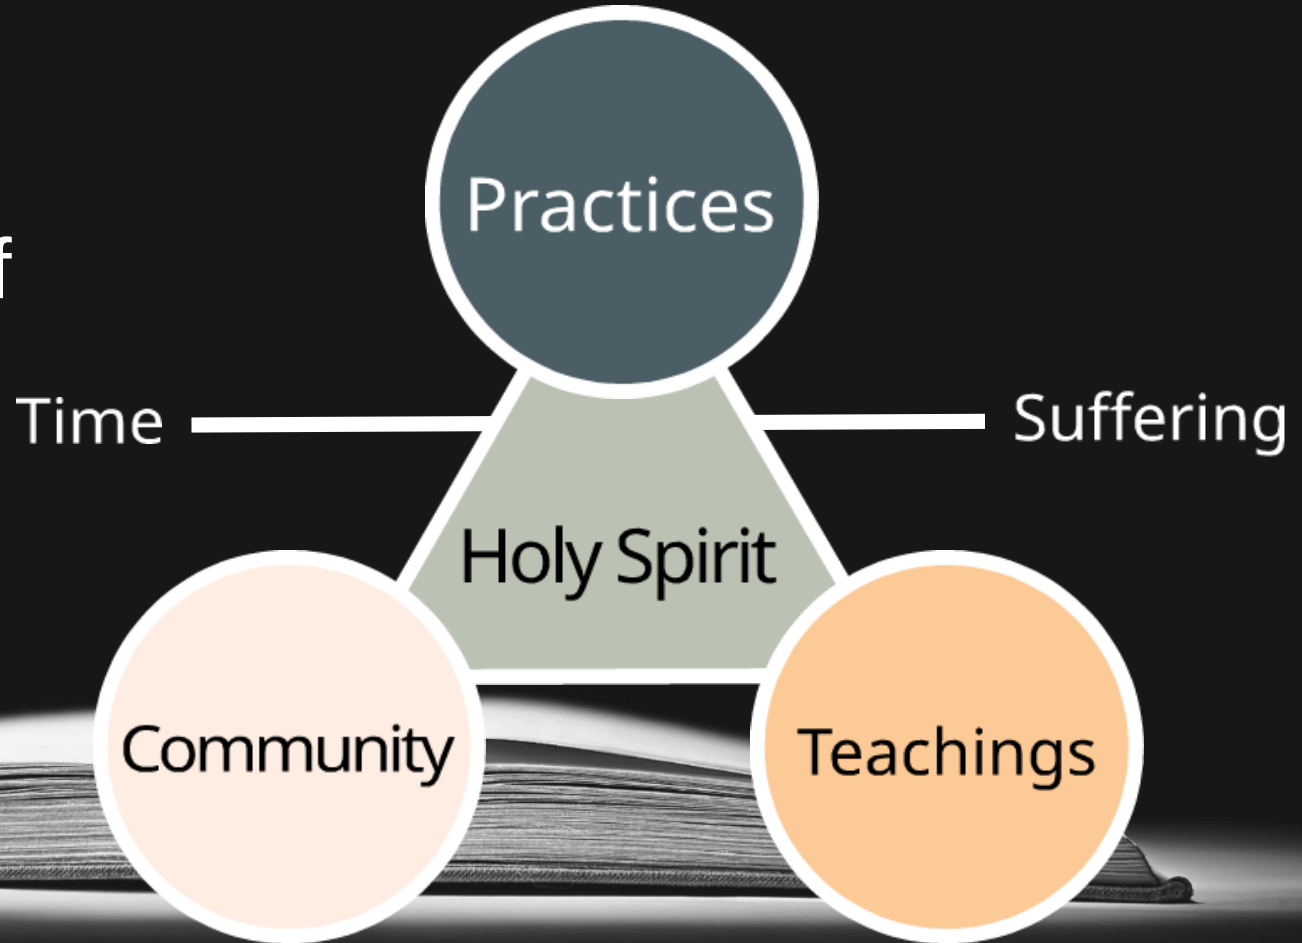 Practices
f
Time
Suffering
Holy Spirit
Community
Teachings